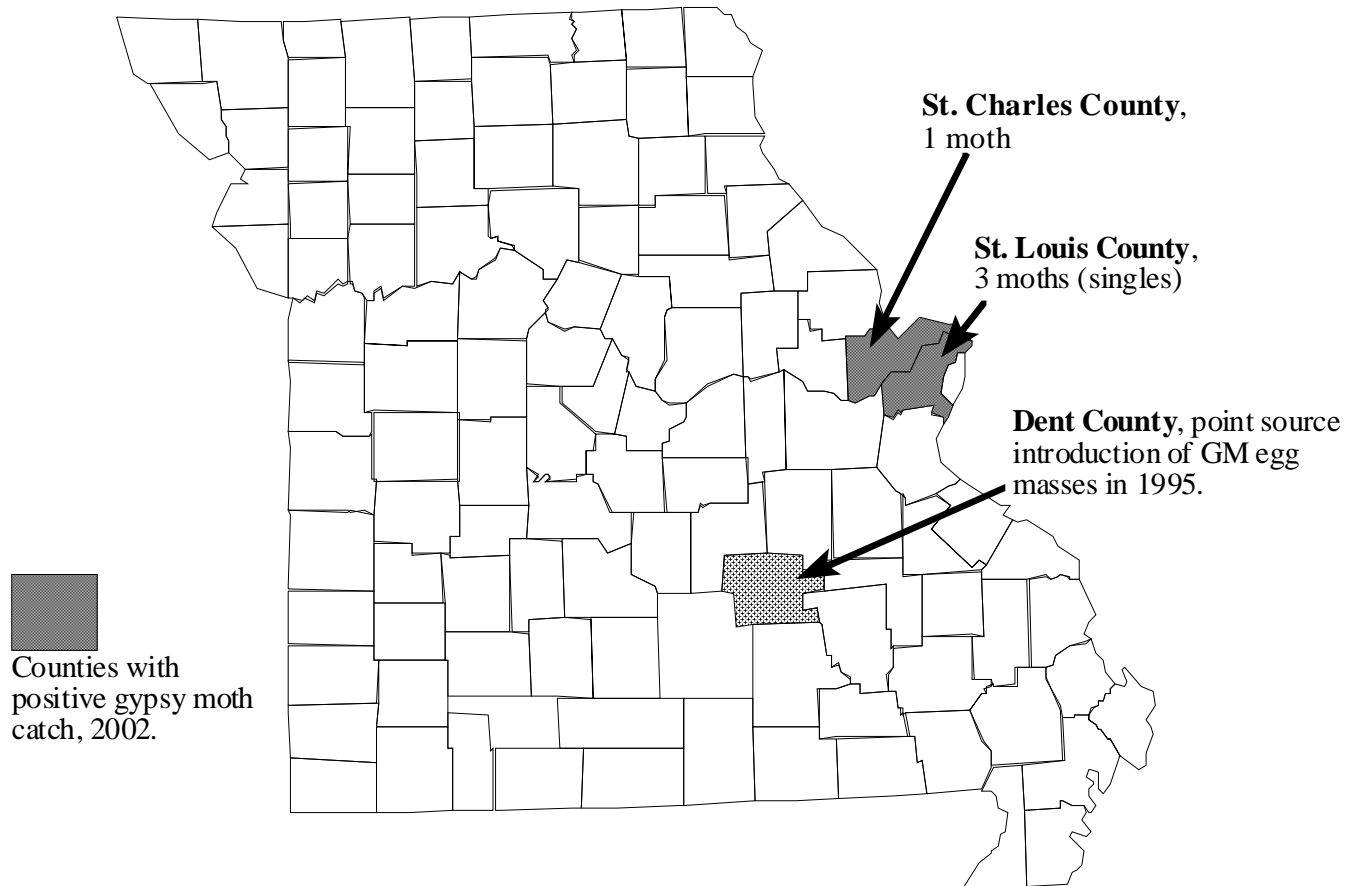 St. Charles County,
1 moth
St. Louis County,
3 moths (singles)
Dent County, point source
introduction of GM egg
masses in 1995.
Counties with
positive gypsy moth
catch, 2002.